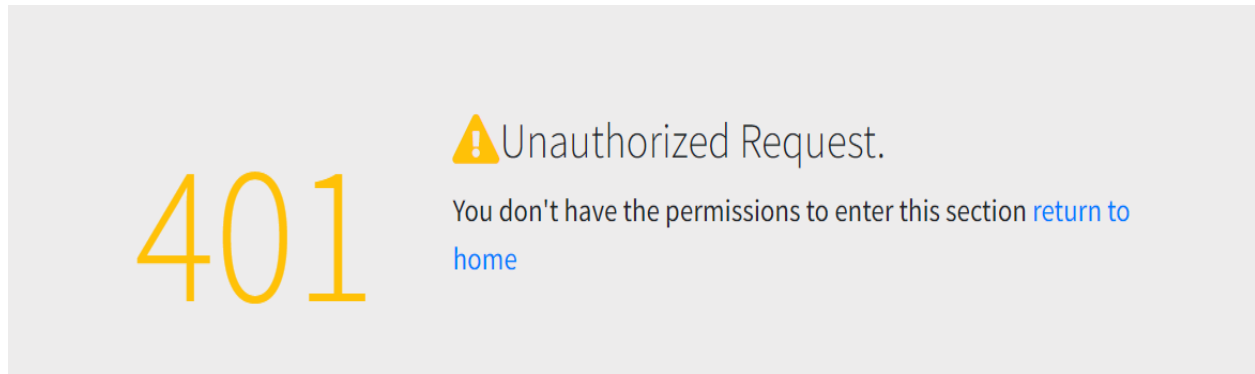 401
Unauthorized Request.
You don't have the permissions to enter this section return to
home